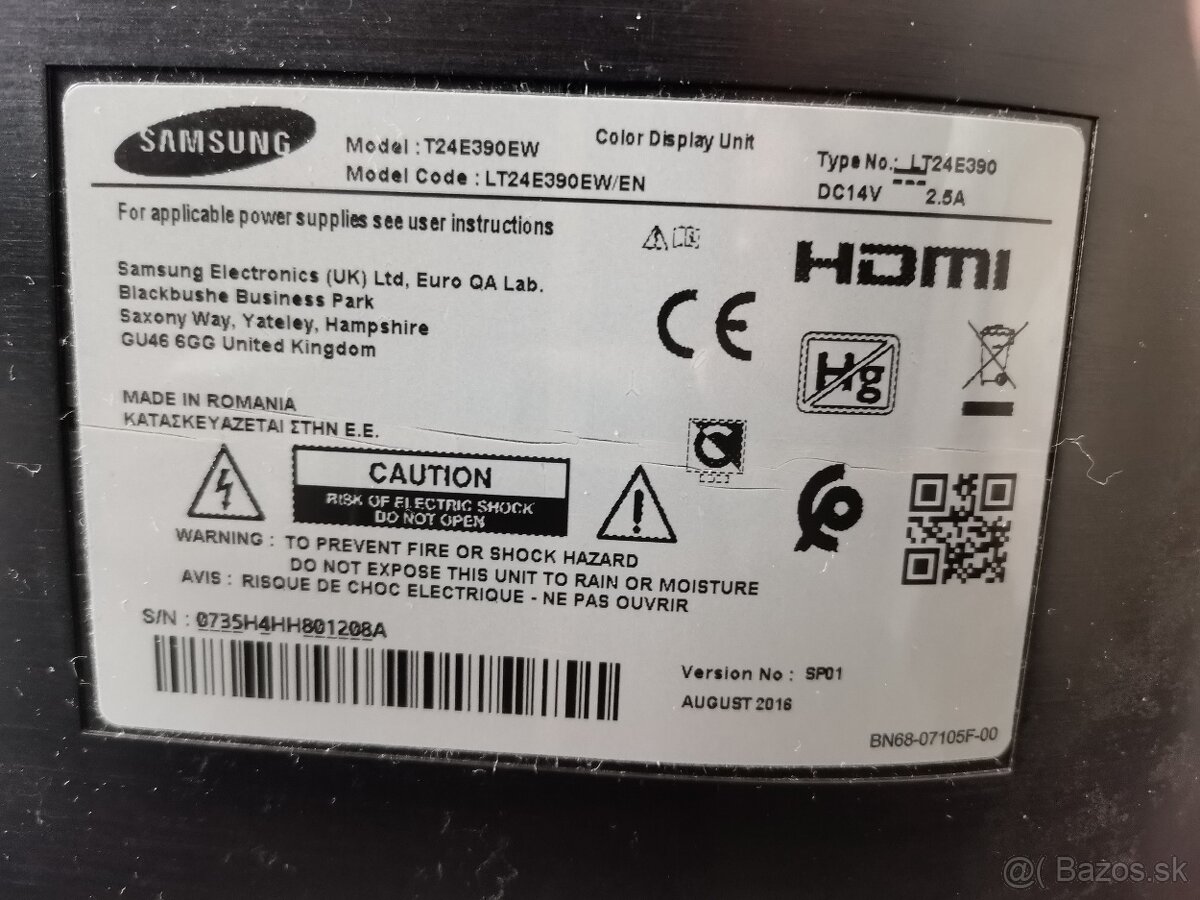 SAMSUNG
Model : T24E390EW
Model Code : LT24E390EW/EN
Color Display Unit
Type No.: LT24E390
DC14V 2.5A
For applicable power supplies see user instructions
HDMI
Samsung Electronics (UK) Ltd, Euro QA Lab.
Blackbushe Business Park
Saxony Way, Yateley, Hampshire
GU46 6GG United Kingdom
CE
Hg
MADE IN ROMANIA
ΚΑΤΑΣΚΕΥΑΖΕΤΑΙ ΣΤΗΝ Ε.Ε.
CAUTION
RISK OF ELECTRIC SHOCK
DO NOT OPEN
WARNING : TO PREVENT FIRE OR SHOCK HAZARD
DO NOT EXPOSE THIS UNIT TO RAIN OR MOISTURE
AVIS : RISQUE DE CHOC ELECTRIQUE - NE PAS OUVRIR
S/N : 0735H4HH801208A
Version No : SP01
AUGUST 2016
BN68-07105F-00
@( Bazos.sk